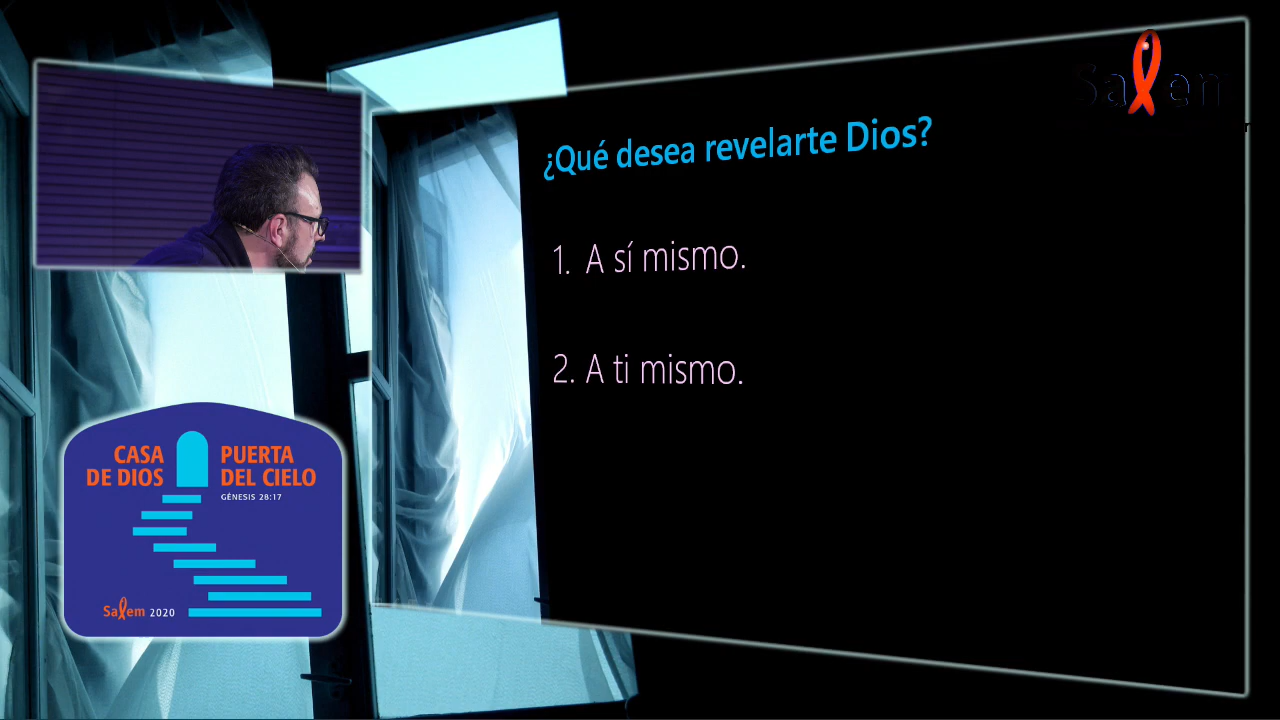 Salen
¿Qué desea revelarte Dios?
1. A sí mismo.
2. A ti mismo.
CASA
DE DIOS
PUERTA
DEL CIELO
GÉNESIS 28:17
Salem 2020